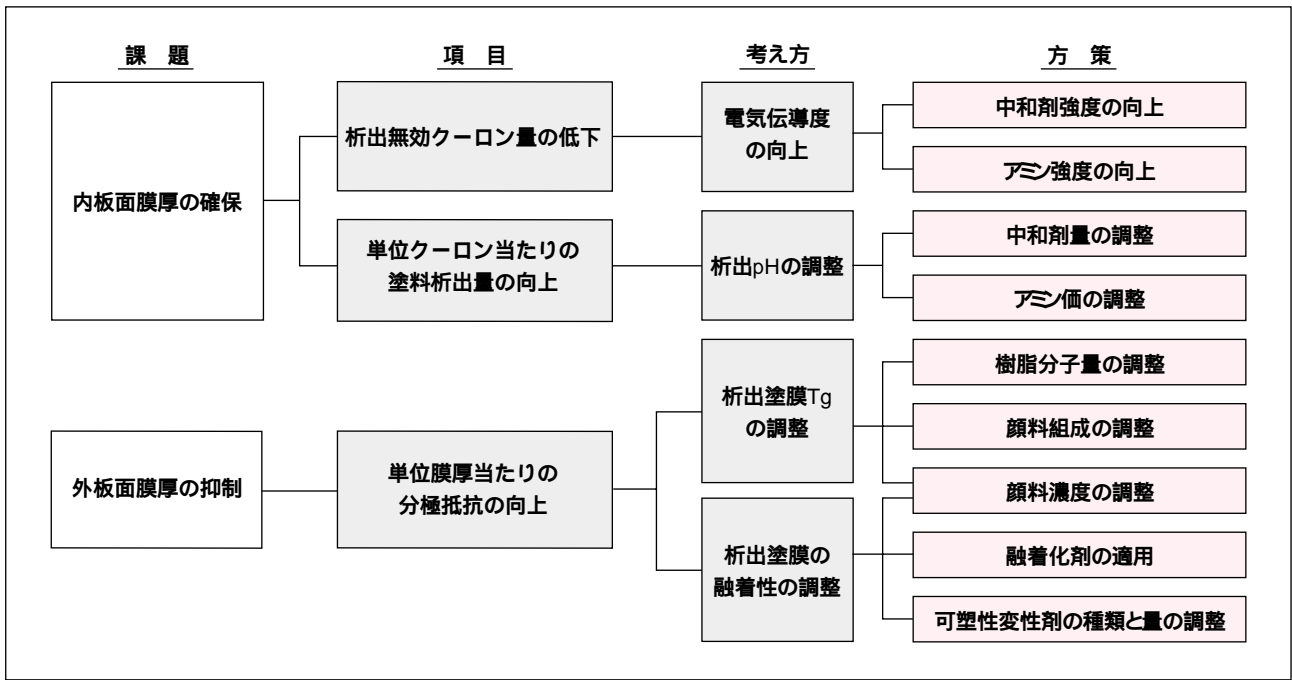 課 題
項 目
考え方
方 策
内板面膜厚の確保
析出無効クーロン量の低下
電気伝導度
の向上
中和剤強度の向上
アミン強度の向上
単位クーロン当たりの
塗料析出量の向上
析出pHの調整
中和剤量の調整
アミン価の調整
外板面膜厚の抑制
単位膜厚当たりの
分極抵抗の向上
析出塗膜Tg
の調整
樹脂分子量の調整
顔料組成の調整
顔料濃度の調整
析出塗膜の
融着性の調整
融着化剤の適用
可塑性変性剤の種類と量の調整